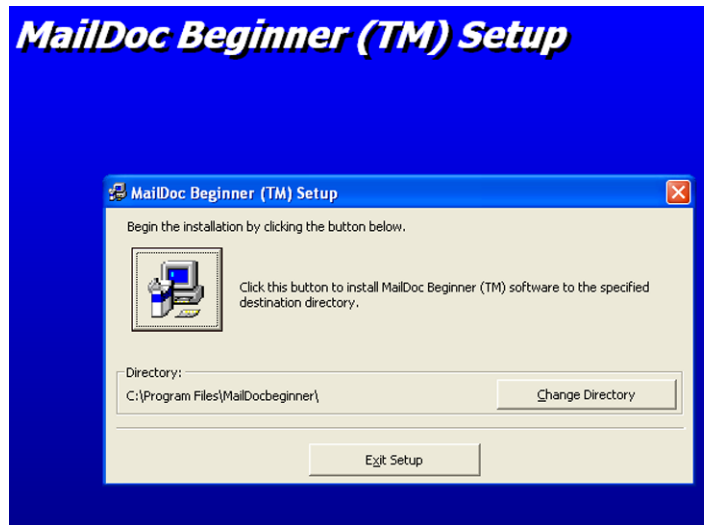 MailDoc Beginner (TM) Setup
MailDoc Beginner (TM) Setup
Begin the installation by clicking the button below.
Click this button to install MailDoc Beginner (TM) software to the specified
destination directory.
Directory:
C:\Program Files\MailDocbeginner\
Change Directory
Exit Setup